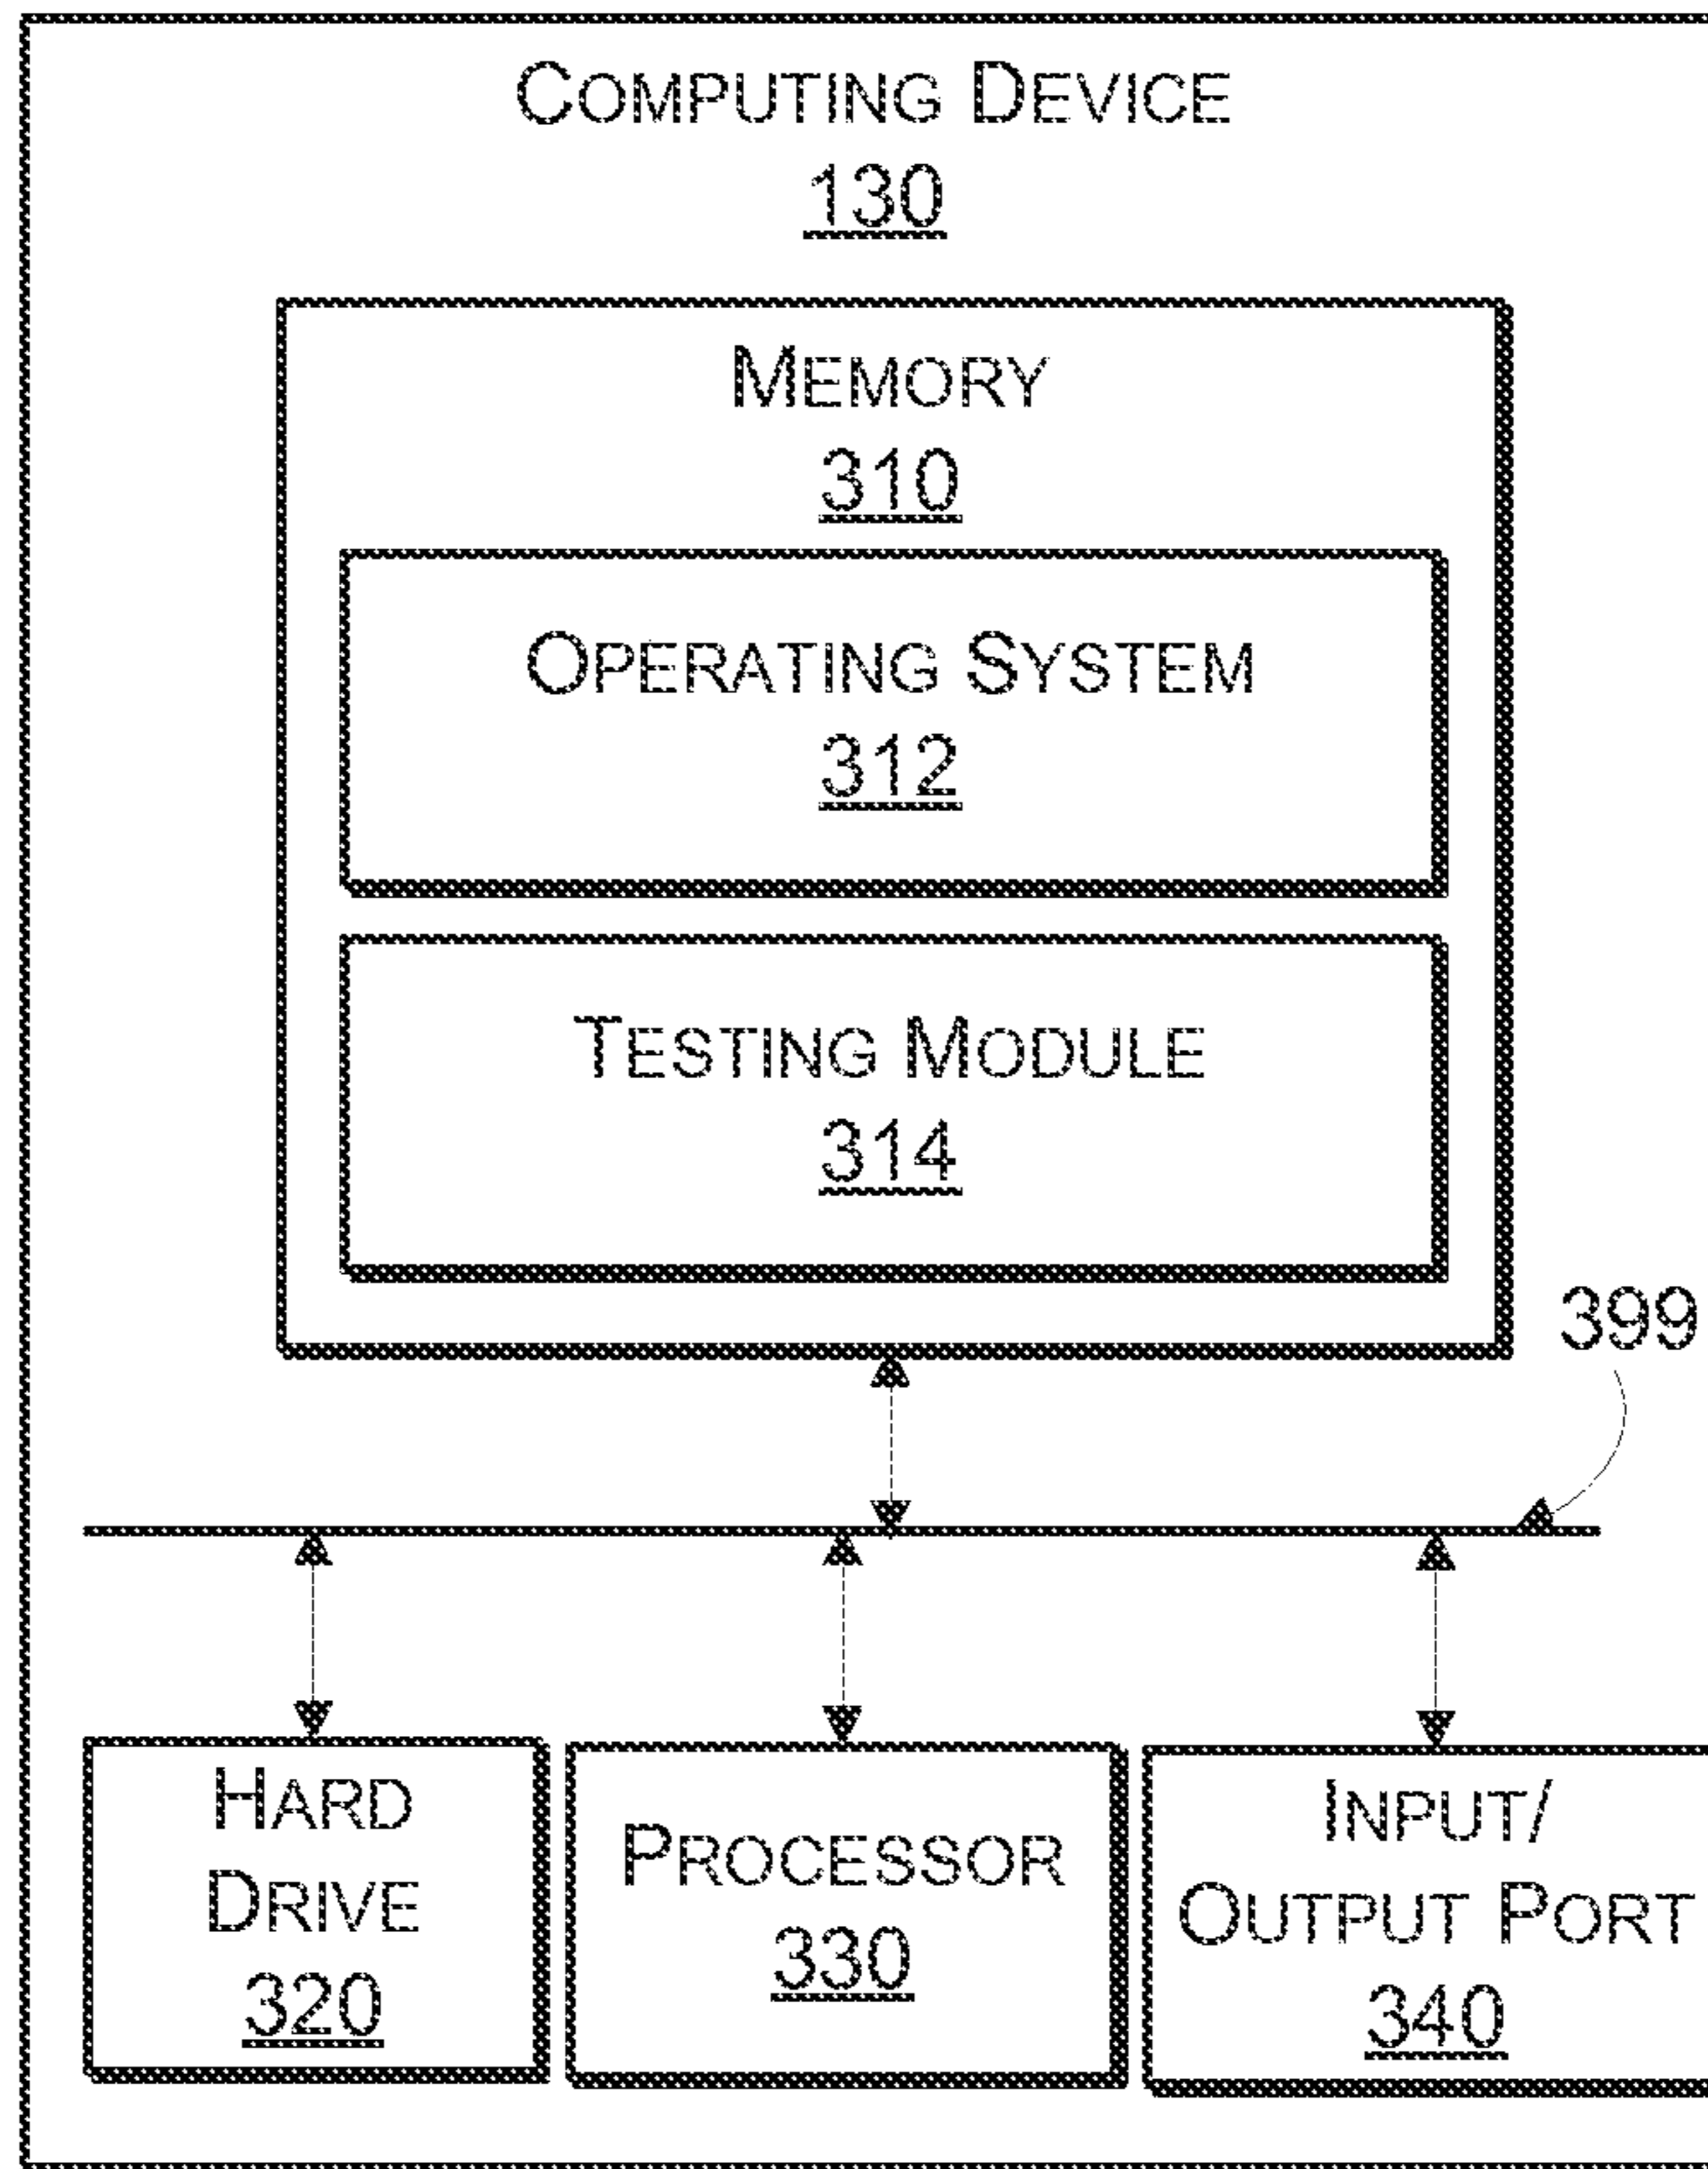 COMPUTING DEVICE
130
MEMORY
310
OPERATING SYSTEM
312
TESTING MODULE
314
399
HARD
DRIVE
320
PROCESSOR
330
INPUT/
OUTPUT PORT
340